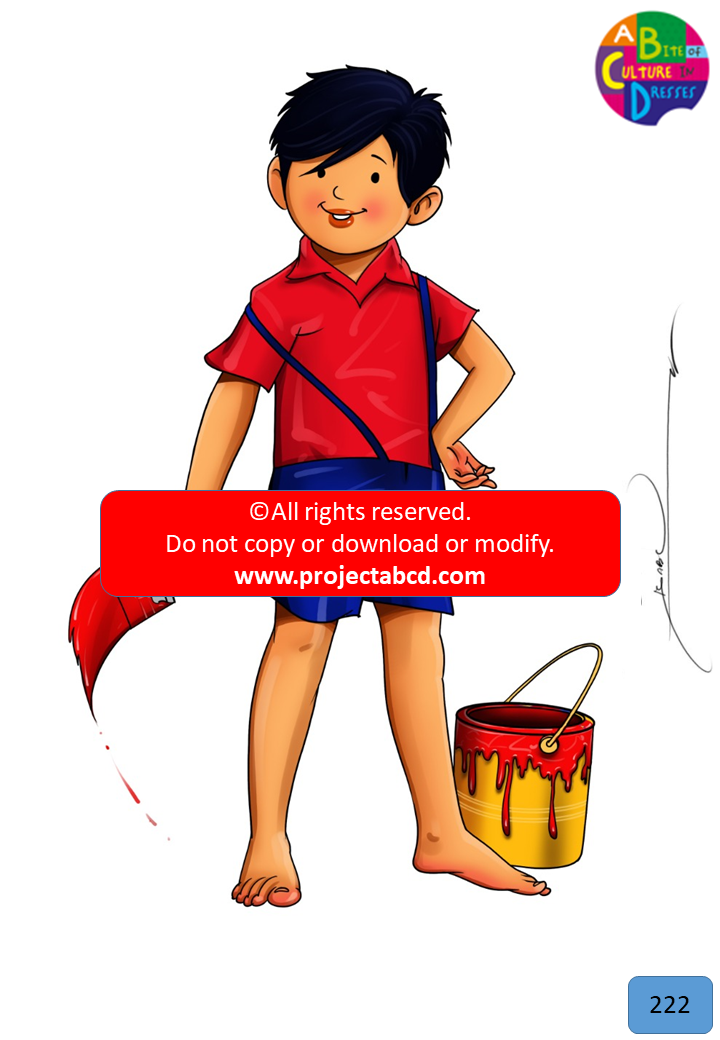 A BITE OF
CULTURE IN
DRESSES
©All rights reserved.
Do not copy or download or modify.
www.projectabcd.com
222